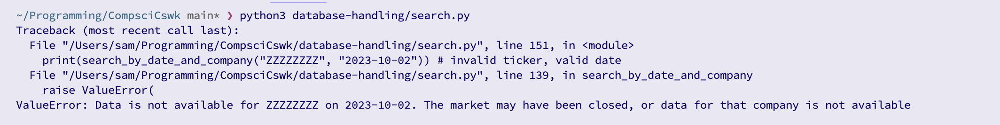 ~/Programming/CompsciCswk main* ❯ python3 database-handling/search.py
Traceback (most recent call last):
  File "/Users/sam/Programming/CompsciCswk/database-handling/search.py", line 151, in <module>
    print(search_by_date_and_company("ZZZZZZZZ", "2023-10-02")) # invalid ticker, valid date
  File "/Users/sam/Programming/CompsciCswk/database-handling/search.py", line 139, in search_by_date_and_company
    raise ValueError(
ValueError: Data is not available for ZZZZZZZZ on 2023-10-02. The market may have been closed, or data for that company is not available